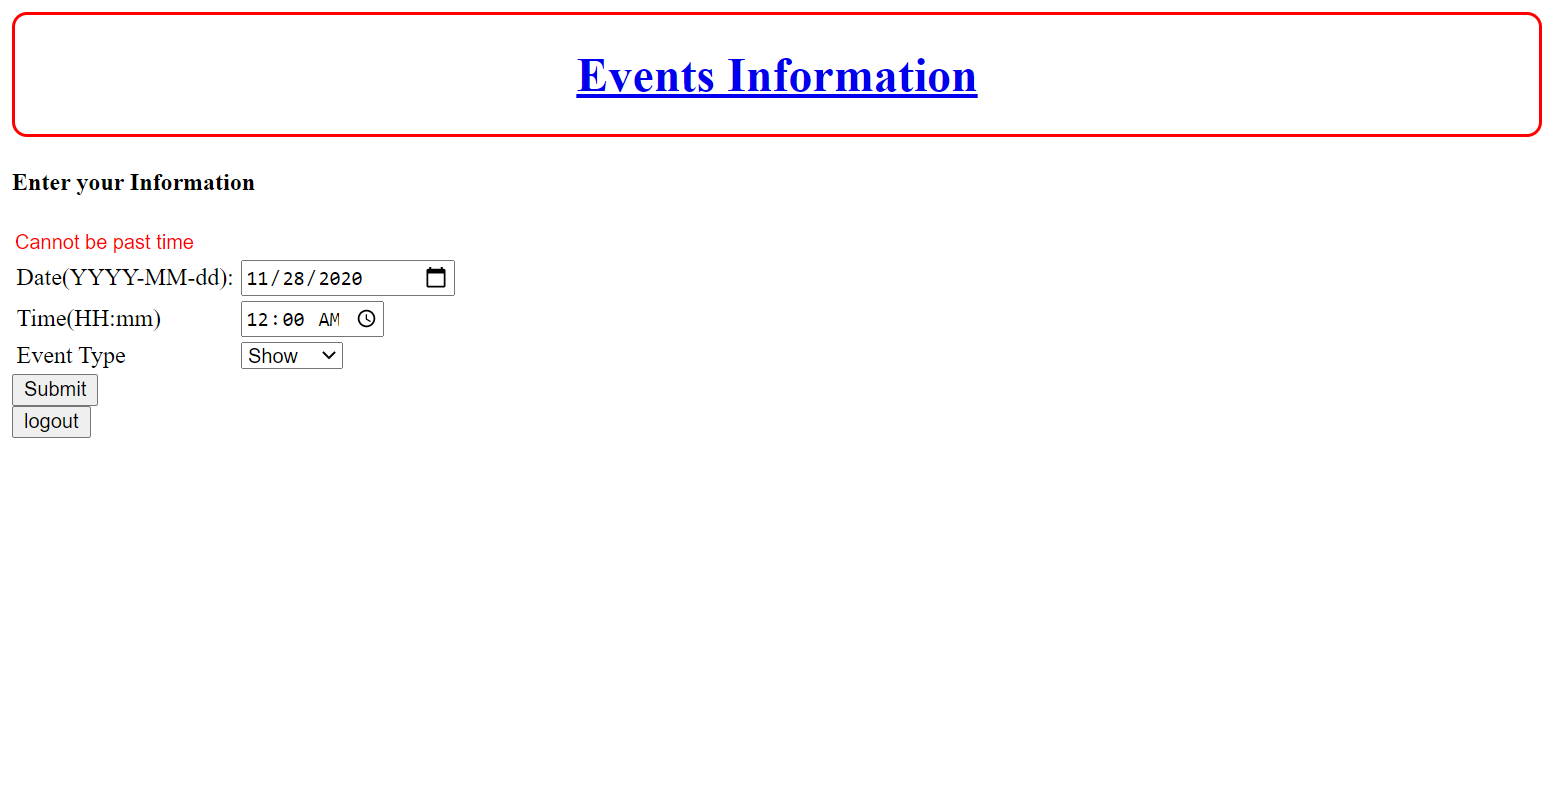 Events Information
Enter your Information
Cannot be past time
Date(YYYY-MM-dd): 11/28/2020
Time(HH:mm) 12:00 AM
Event Type Show
Submit
logout